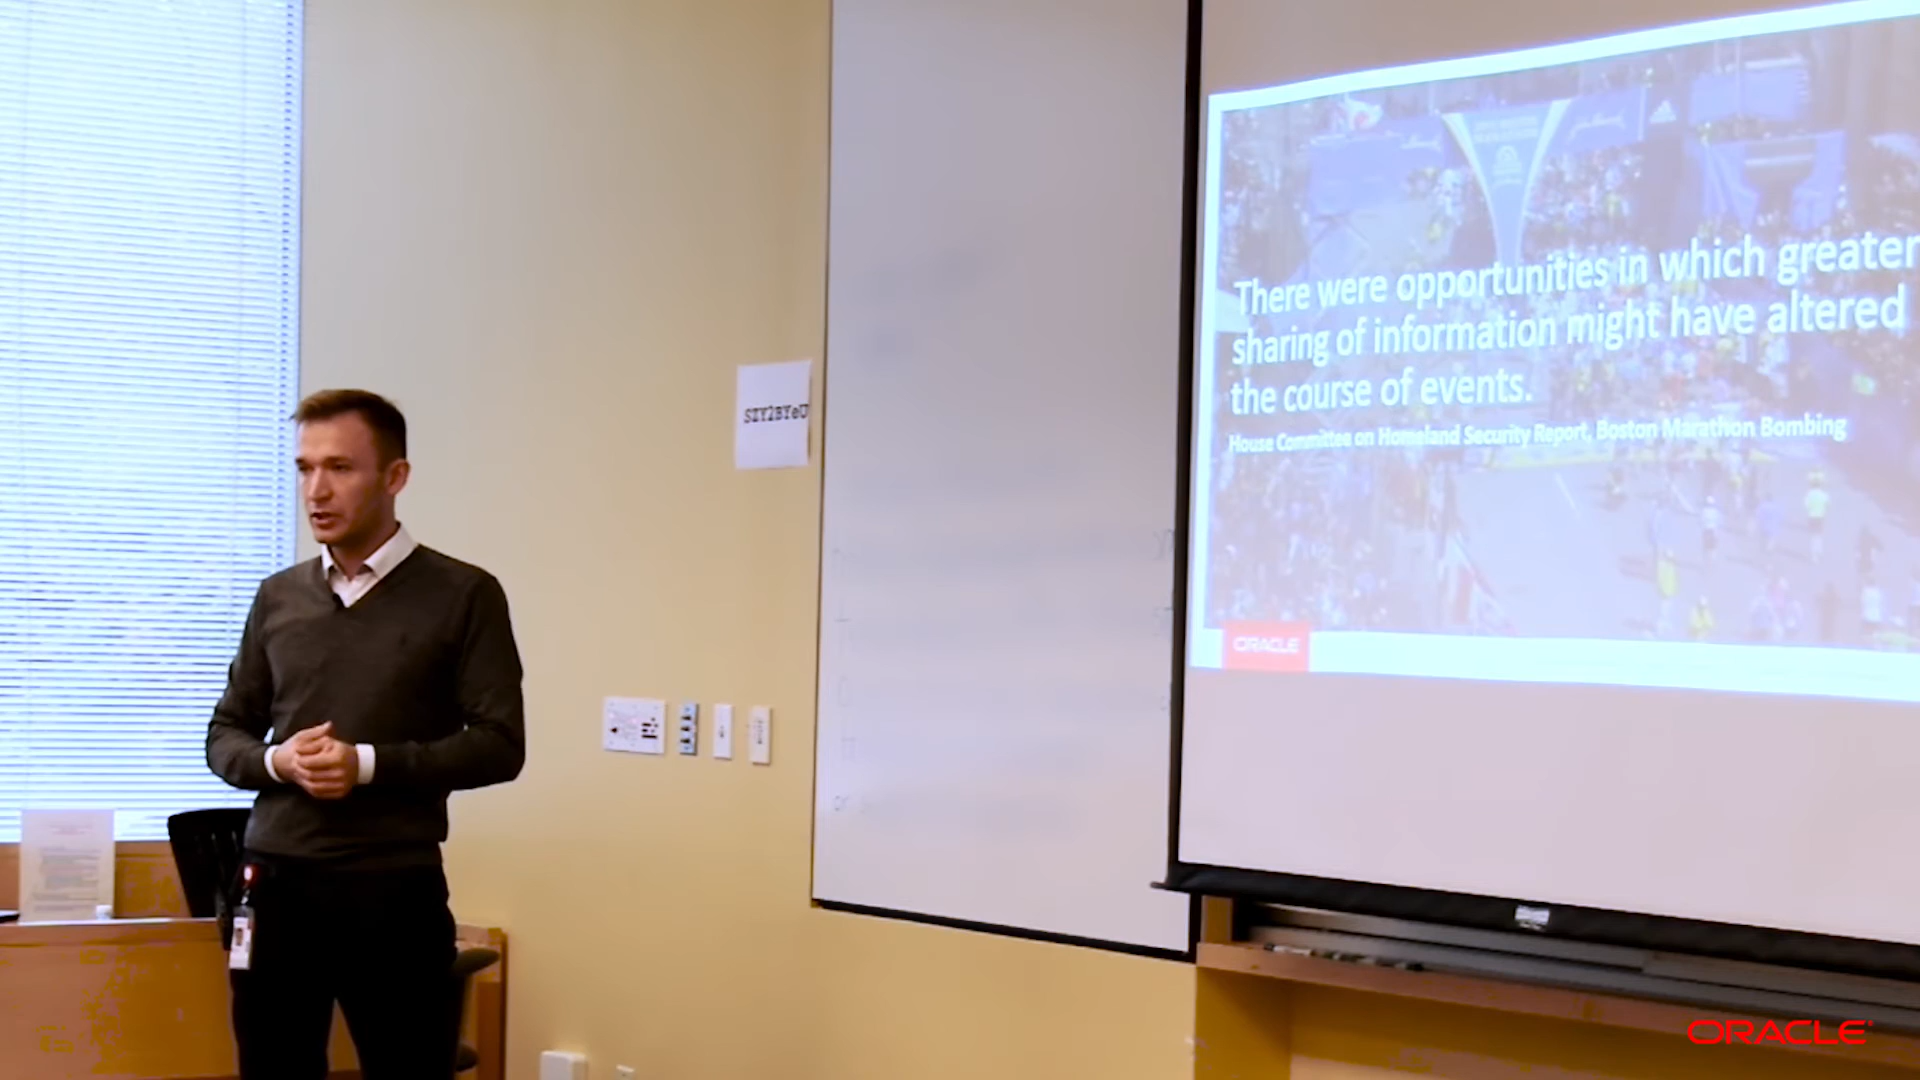 SZY2BYeU
There were opportunities in which greater
sharing of information might have altered
the course of events.
House Committee on Homeland Security Report, Boston Marathon Bombing
ORACLE
ORACLE